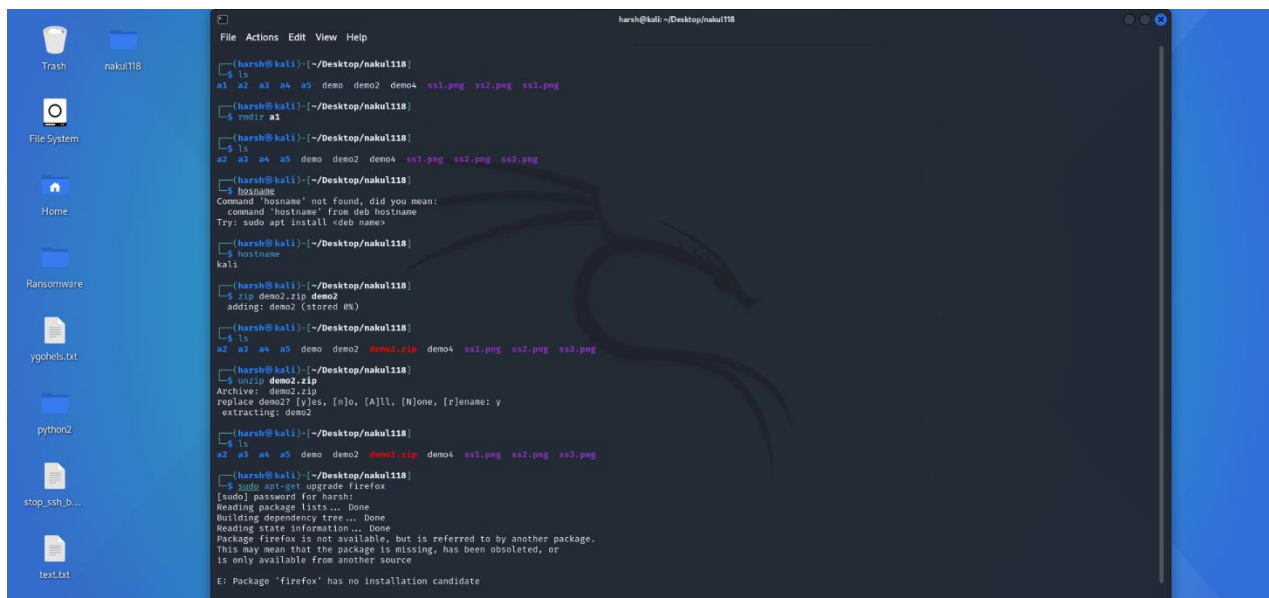 Trash
nakul118
File System
Home
Ransomware
ygohels.txt
python2
stop_ssh_b...
text.txt
harsh@kali: ~/Desktop/nakul118
File Actions Edit View Help
┌──(harsh㉿kali)-[~/Desktop/nakul118]
└─$ ls
a1 a2 a3 a4 a5 demo demo2 demo4 ss1.png ss2.png ss3.png
┌──(harsh㉿kali)-[~/Desktop/nakul118]
└─$ rmdir a1
┌──(harsh㉿kali)-[~/Desktop/nakul118]
└─$ ls
a2 a3 a4 a5 demo demo2 demo4 ss1.png ss2.png ss3.png
┌──(harsh㉿kali)-[~/Desktop/nakul118]
└─$ hosname
Command 'hosname' not found, did you mean:
command 'hostname' from deb hostname
Try: sudo apt install <deb name>
┌──(harsh㉿kali)-[~/Desktop/nakul118]
└─$ hostname
kali
┌──(harsh㉿kali)-[~/Desktop/nakul118]
└─$ zip demo2.zip demo2
adding: demo2 (stored 0%)
┌──(harsh㉿kali)-[~/Desktop/nakul118]
└─$ ls
a2 a3 a4 a5 demo demo2 demo2.zip demo4 ss1.png ss2.png ss3.png
┌──(harsh㉿kali)-[~/Desktop/nakul118]
└─$ unzip demo2.zip
Archive: demo2.zip
replace demo2? [y]es, [n]o, [A]ll, [N]one, [r]ename: y
extracting: demo2
┌──(harsh㉿kali)-[~/Desktop/nakul118]
└─$ ls
a2 a3 a4 a5 demo demo2 demo2.zip demo4 ss1.png ss2.png ss3.png
┌──(harsh㉿kali)-[~/Desktop/nakul118]
└─$ sudo apt-get upgrade firefox
[sudo] password for harsh:
Reading package lists... Done
Building dependency tree... Done
Reading state information... Done
Package firefox is not available, but is referred to by another package.
This may mean that the package is missing, has been obsoleted, or
is only available from another source
E: Package 'firefox' has no installation candidate